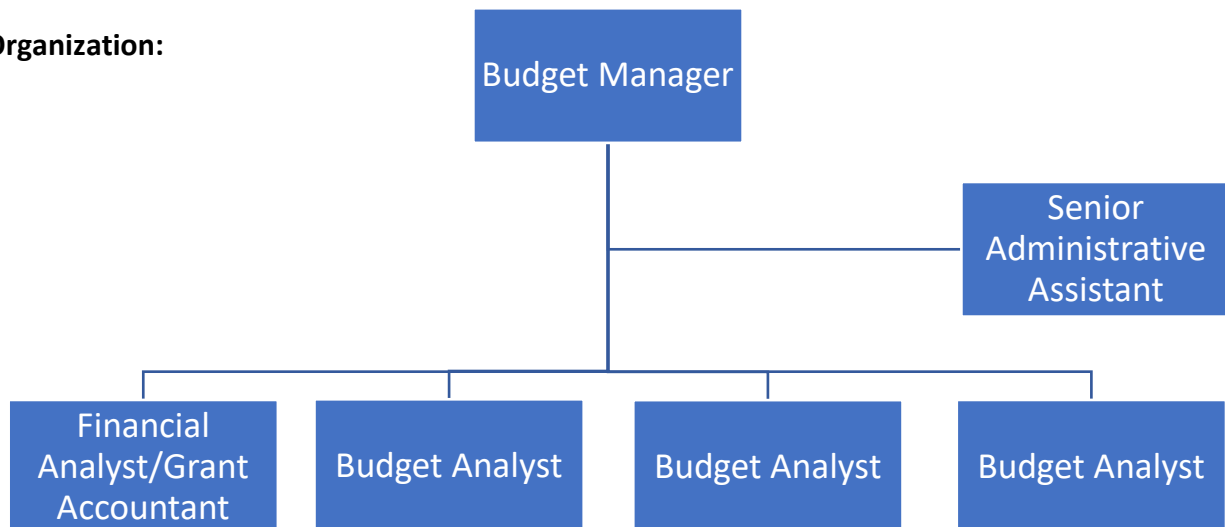 Organization:
Budget Manager
Senior
Administrative
Assistant
Financial
Analyst/Grant
Accountant
Budget Analyst
Budget Analyst
Budget Analyst